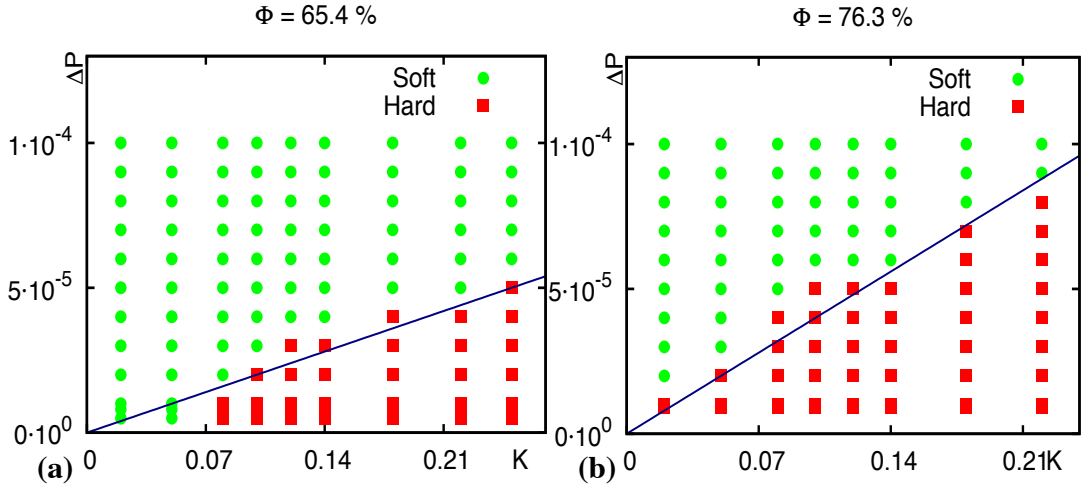 Φ = 65.4 %
Φ = 76.3 %
ΔP
Soft
Hard
1·10⁻⁴
5·10⁻⁵
0·10⁰
(a)
0
0.07
0.14
0.21
K
ΔP
Soft
Hard
1·10⁻⁴
5·10⁻⁵
0·10⁰
(b)
0
0.07
0.14
0.21K